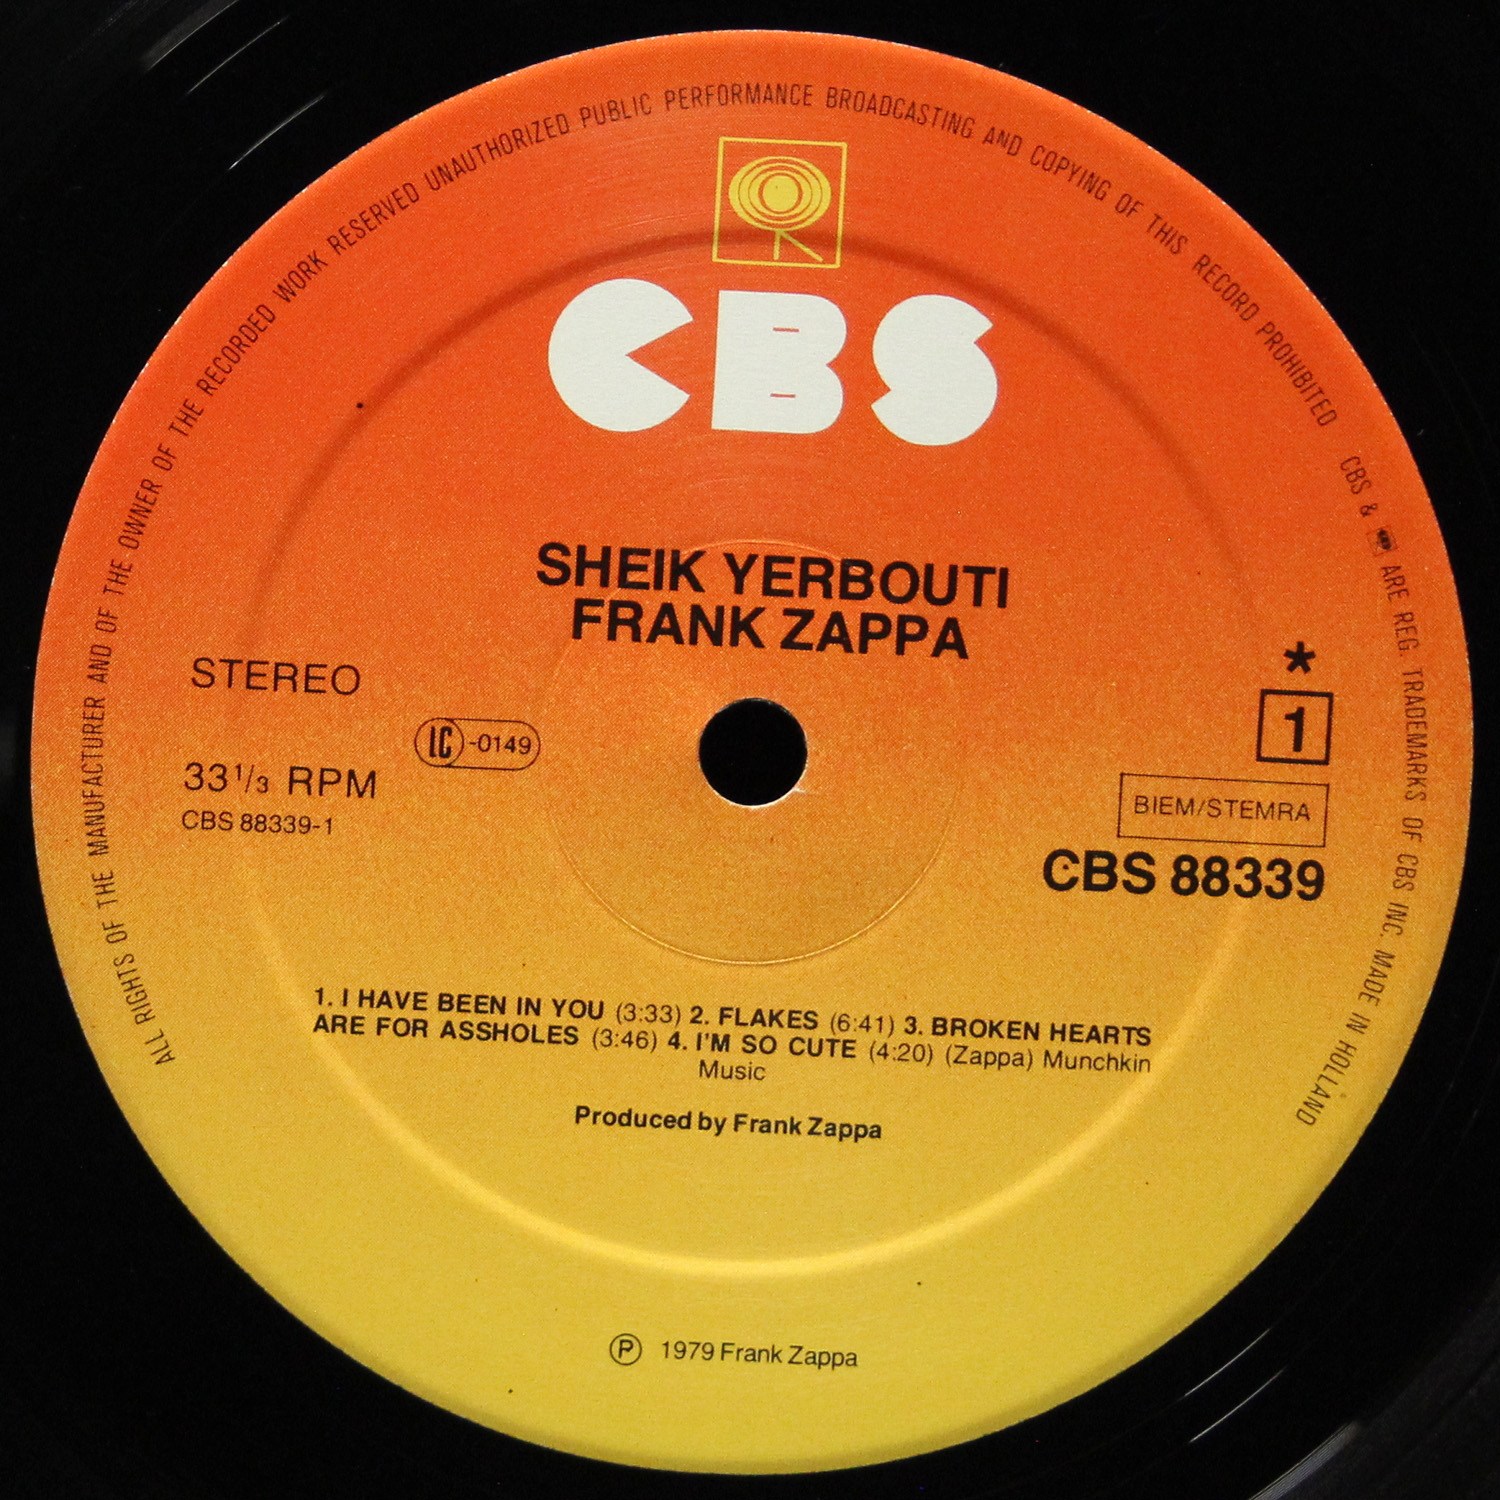 ALL RIGHTS OF THE MANUFACTURER AND OF THE OWNER OF THE RECORDED WORK RESERVED UNAUTHORIZED PUBLIC PERFORMANCE BROADCASTING AND COPYING OF THIS RECORD PROHIBITED CBS & ARE REG. TRADEMARKS OF CBS INC. MADE IN HOLLAND
CBS
SHEIK YERBOUTI
FRANK ZAPPA
STEREO
LC-0149
33 1/3 RPM
CBS 88339-1
*
1
BIEM/STEMRA
CBS 88339
1. I HAVE BEEN IN YOU (3:33) 2. FLAKES (6:41) 3. BROKEN HEARTS
ARE FOR ASSHOLES (3:46) 4. I'M SO CUTE (4:20) (Zappa) Munchkin
Music
Produced by Frank Zappa
Ⓟ 1979 Frank Zappa